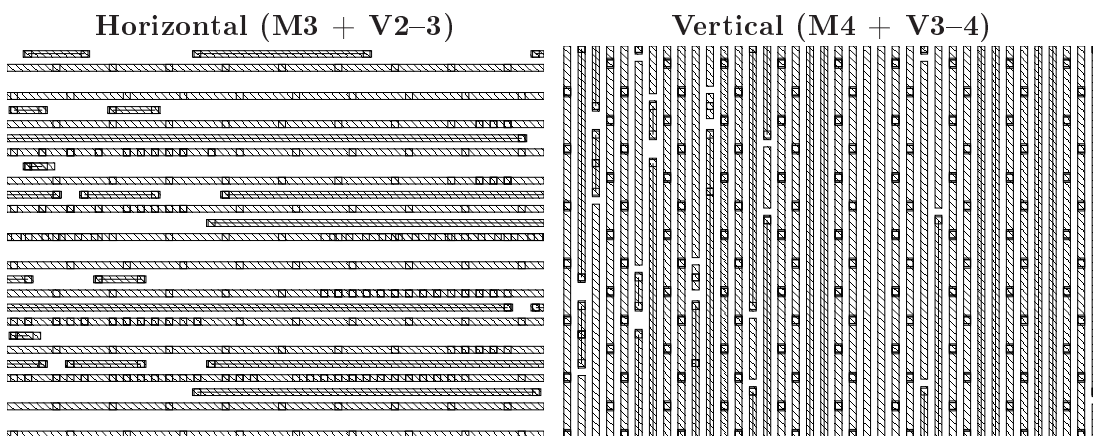 Horizontal (M3 + V2–3)
Vertical (M4 + V3–4)